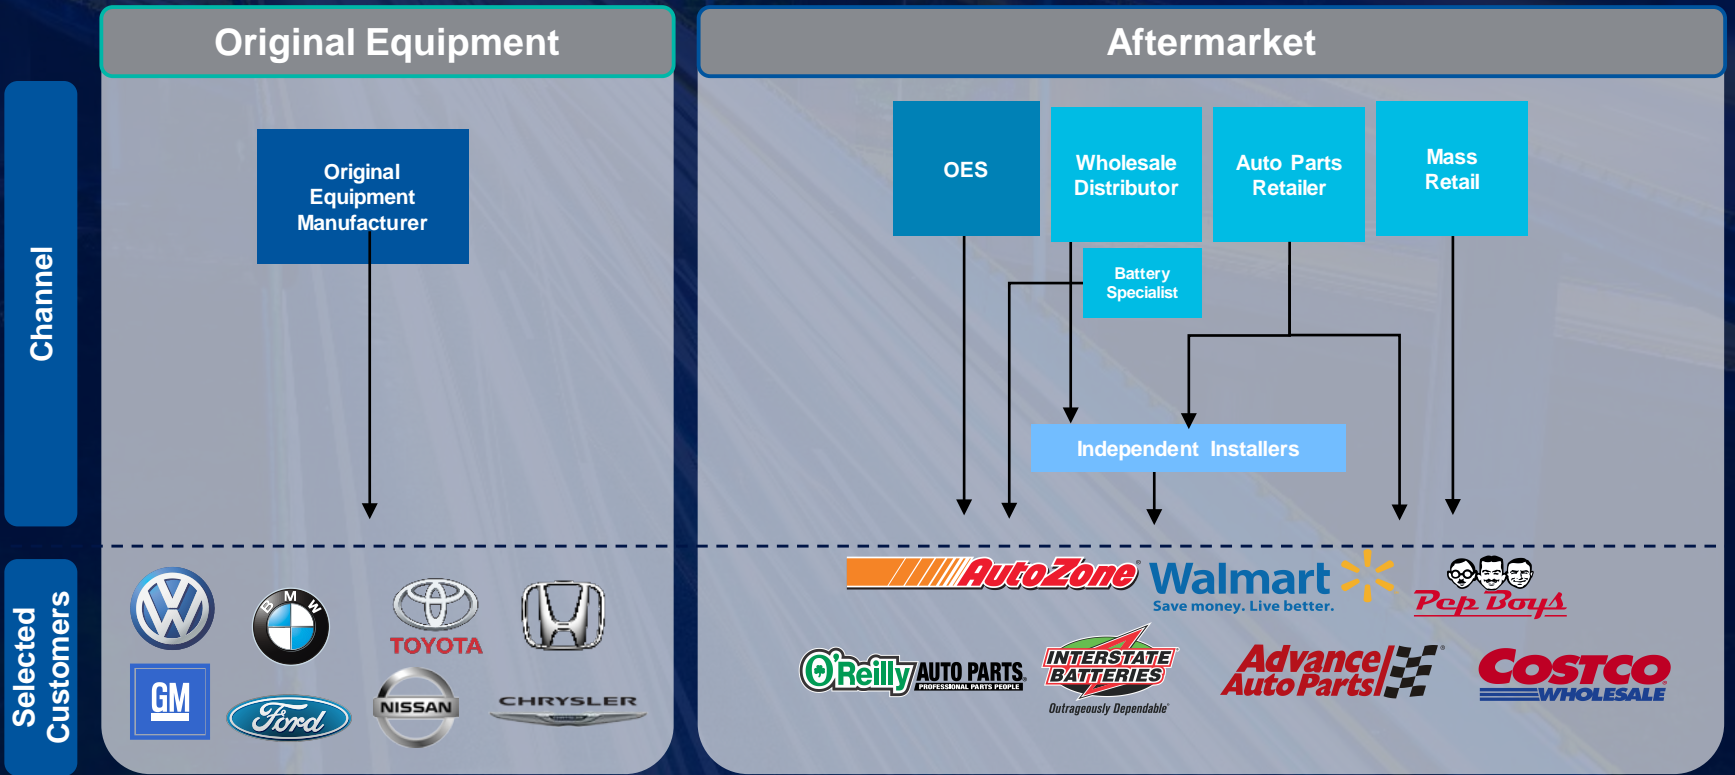 Original Equipment
Aftermarket
Channel
Original
Equipment
Manufacturer
OES
Wholesale
Distributor
Auto Parts
Retailer
Mass
Retail
Battery
Specialist
Independent Installers
Selected
Customers
BMW
TOYOTA
GM
Ford
NISSAN
CHRYSLER
AutoZone
Walmart
Save money. Live better.
Pep Boys
O'Reilly AUTO PARTS
PROFESSIONAL PARTS PEOPLE
INTERSTATE
BATTERIES
Outrageously Dependable
Advance
Auto Parts
COSTCO
WHOLESALE